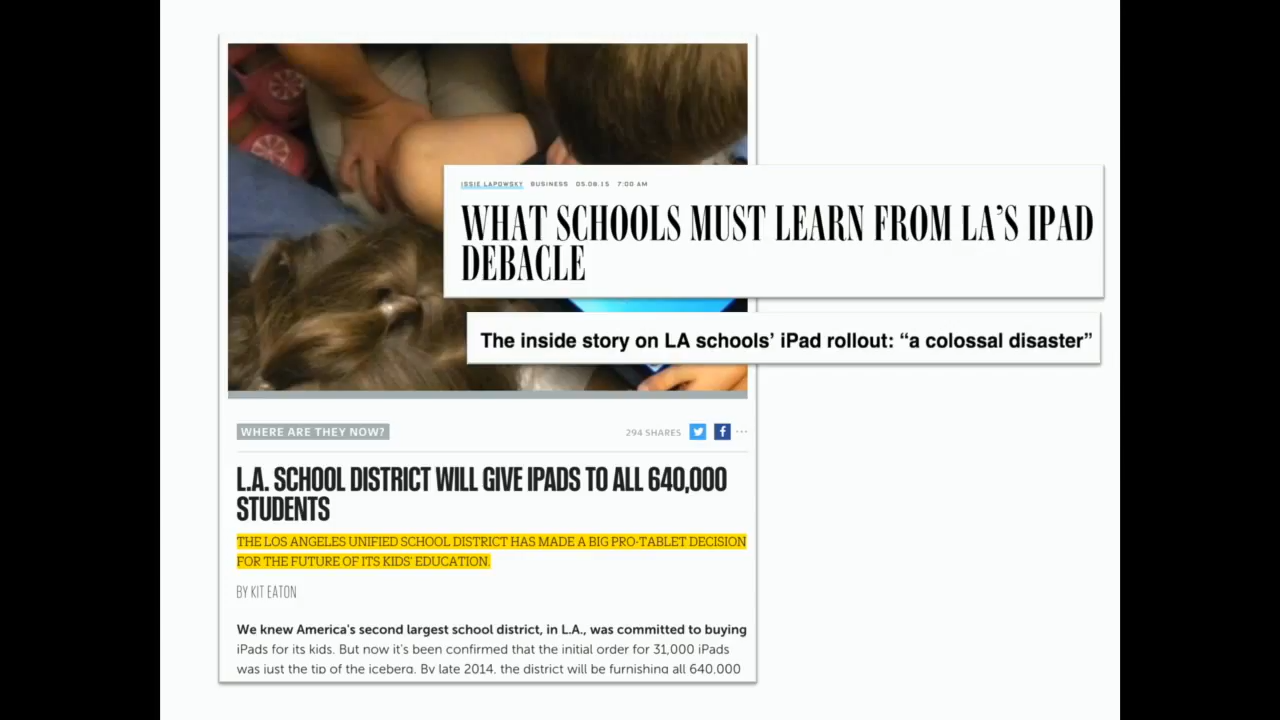 ISSIE LAPOWSKY BUSINESS 05.08.15 7:00 AM
WHAT SCHOOLS MUST LEARN FROM LA'S IPAD
DEBACLE
The inside story on LA schools' iPad rollout: “a colossal disaster”
WHERE ARE THEY NOW?
294 SHARES
L.A. SCHOOL DISTRICT WILL GIVE IPADS TO ALL 640,000
STUDENTS
THE LOS ANGELES UNIFIED SCHOOL DISTRICT HAS MADE A BIG PRO-TABLET DECISION
FOR THE FUTURE OF ITS KIDS' EDUCATION.
BY KIT EATON
We knew America's second largest school district, in L.A., was committed to buying
iPads for its kids. But now it's been confirmed that the initial order for 31,000 iPads
was just the tip of the iceberg. By late 2014, the district will be furnishing all 640,000